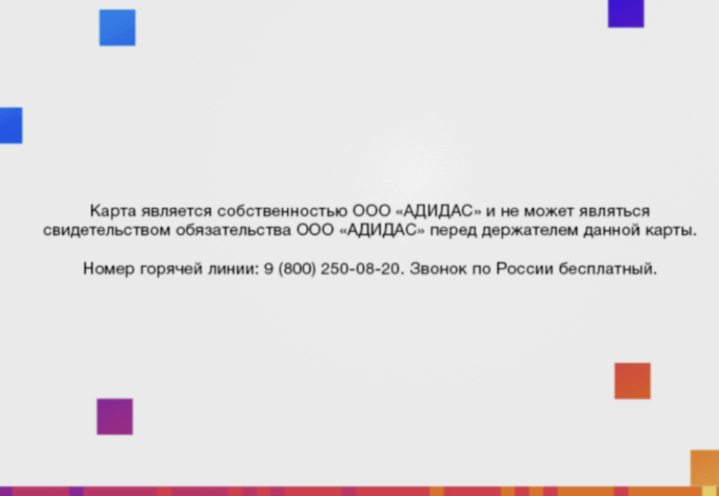 Карта является собственностью ООО «АДИДАС» и не может являться
свидетельством обязательства ООО «АДИДАС» перед держателем данной карты.
Номер горячей линии: 9 (800) 250-08-20. Звонок по России бесплатный.